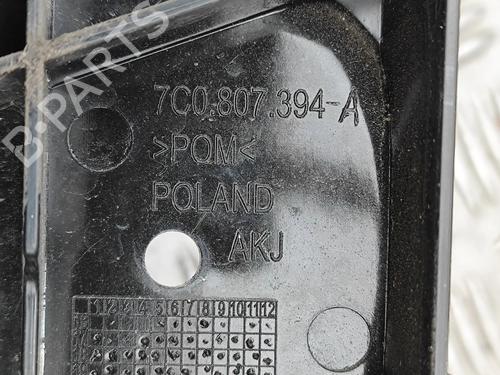 B-PARTS
7C0.807.394-A
>POM<
POLAND
AKJ
1 2 3 4 5 6 7 8 9 10 11 12